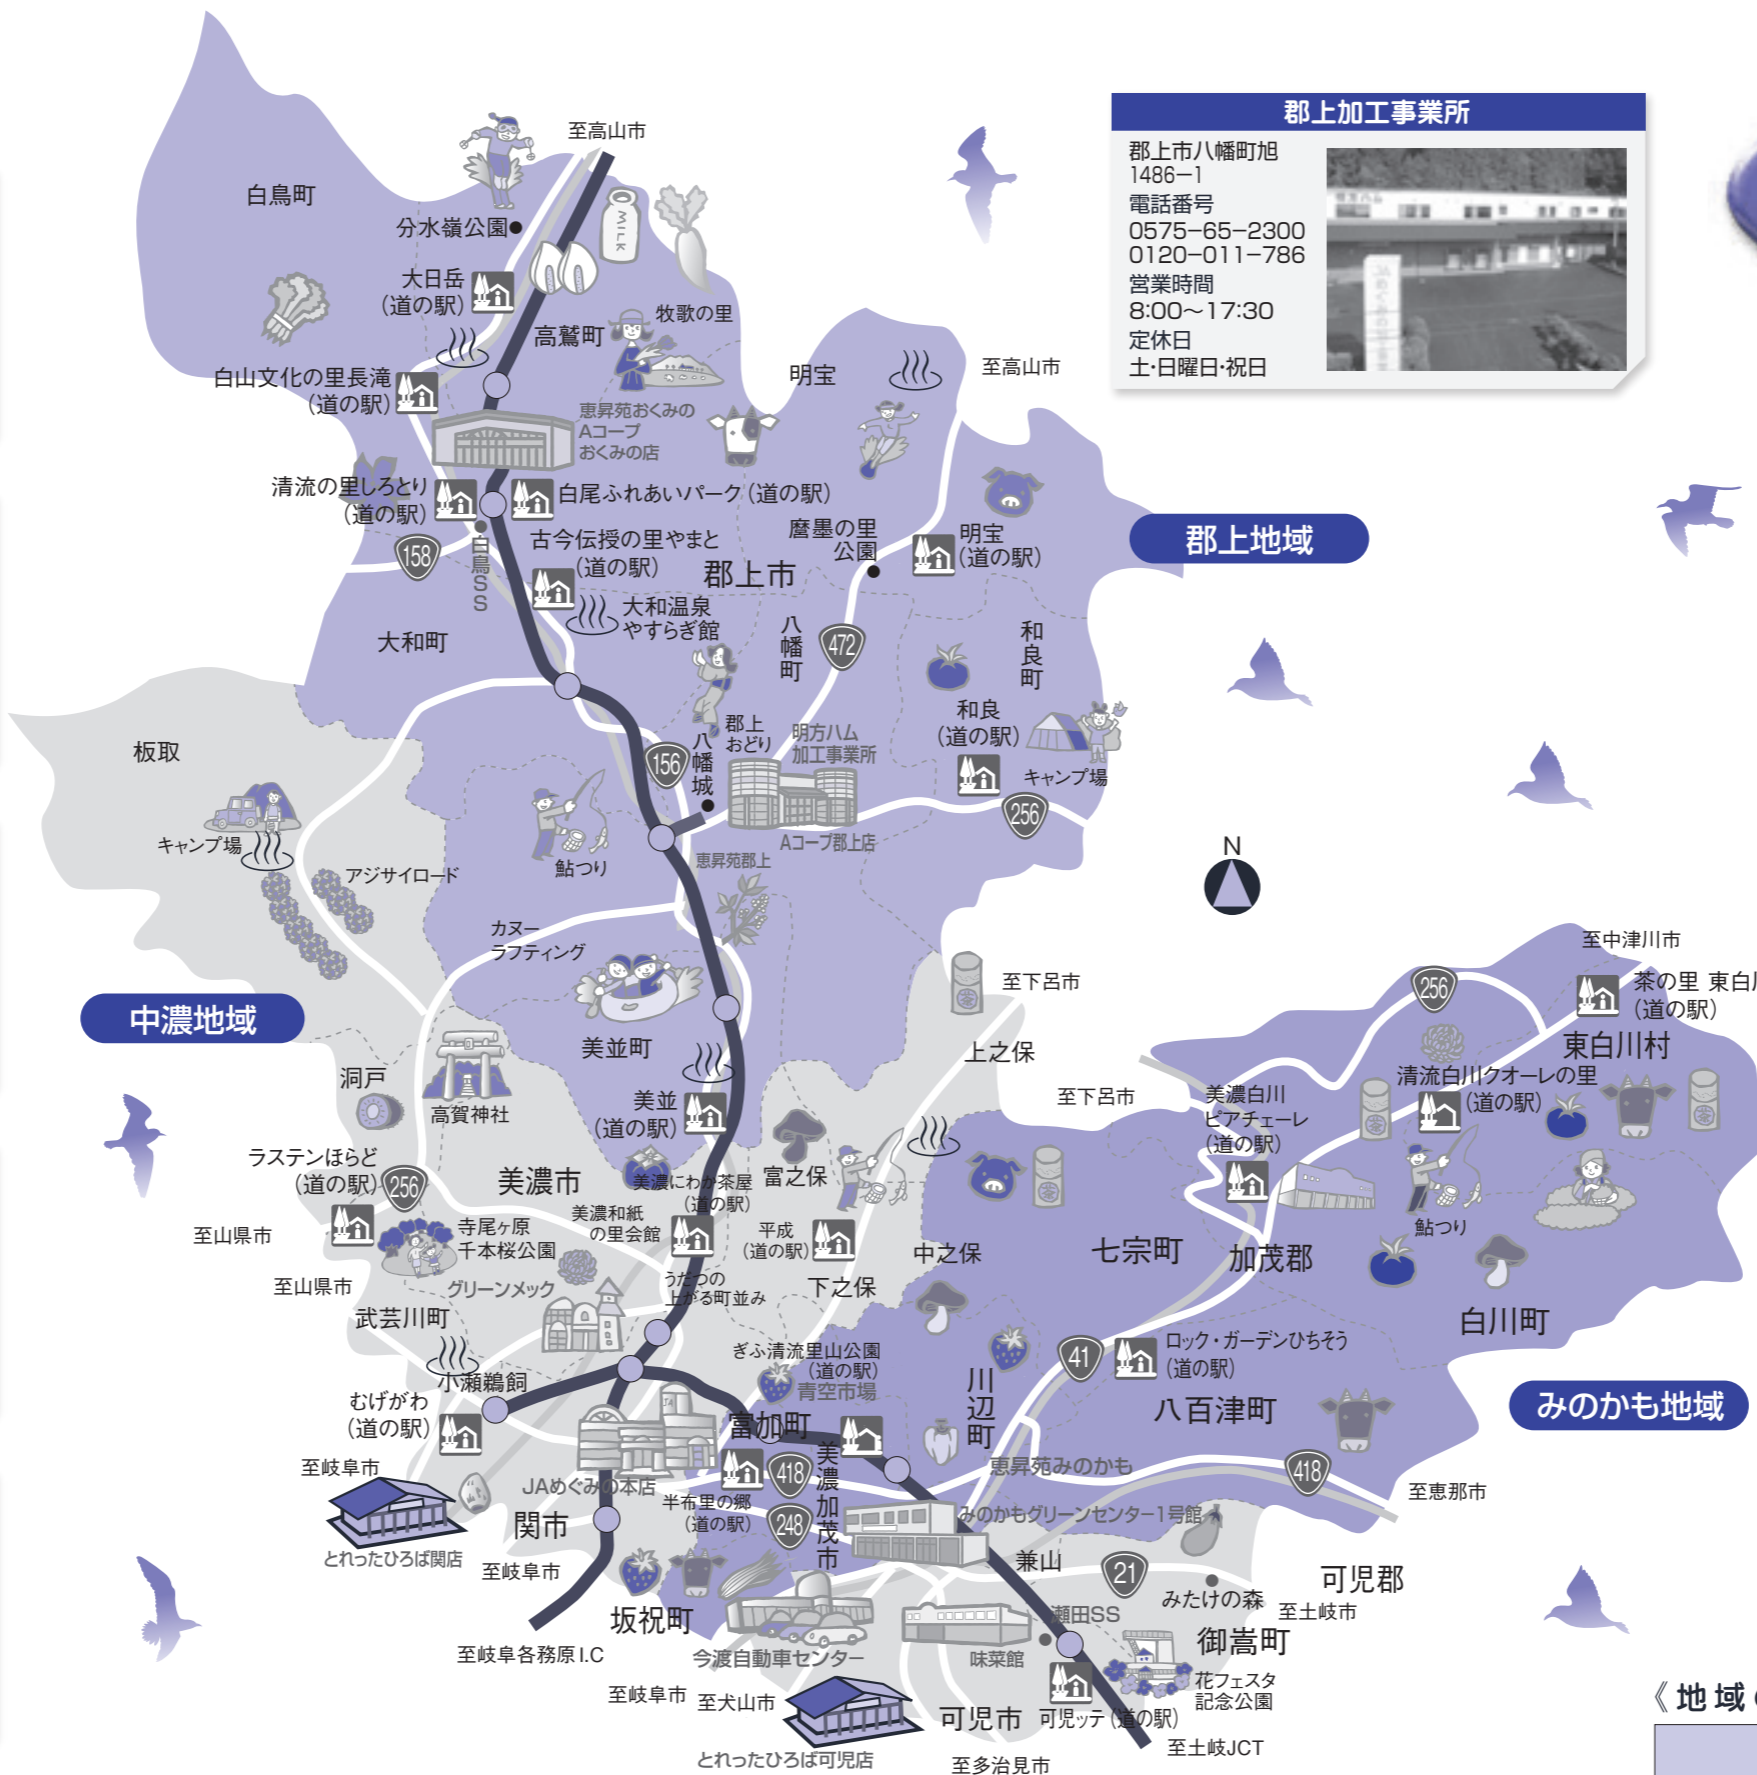 至高山市
郡上加工事業所
郡上市八幡町旭
1486−1
電話番号
0575−65−2300
0120−011−786
営業時間
8:00〜17:30
定休日
土・日曜日・祝日
白鳥町
分水嶺公園
MILK
大日岳
(道の駅)
高鷲町
牧歌の里
明宝
至高山市
白山文化の里長滝
(道の駅)
恵昇苑おくみの
Aコープ
おくみの店
清流の里しろとり
(道の駅)
白尾ふれあいパーク(道の駅)
158
白鳥SS
古今伝授の里やまと
(道の駅)
郡上市
麿墨の里
公園
明宝
(道の駅)
郡上地域
大和温泉
やすらぎ館
大和町
八幡町
472
和良町
和良
(道の駅)
キャンプ場
板取
156
八幡城
郡上
おどり
明方ハム
加工事業所
256
キャンプ場
アジサイロード
鮎つり
Aコープ郡上店
恵昇苑郡上
N
カヌー
ラフティング
中濃地域
美並町
至下呂市
上之保
至下呂市
至中津川市
256
茶の里 東白
(道の駅)
東白川村
清流白川クオーレの里
(道の駅)
美濃白川
ピアチェーレ
(道の駅)
洞戸
高賀神社
美並
(道の駅)
ラステンほらど
(道の駅)
256
美濃市
美濃にわか茶屋
(道の駅)
富之保
茶
茶
茶
茶
鮎つり
至山県市
寺尾ヶ原
千本桜公園
美濃和紙
の里会館
平成
(道の駅)
中之保
七宗町
加茂郡
至山県市
グリーンメック
うだつの
上がる町並み
下之保
武芸川町
白川町
ぎふ清流里山公園
(道の駅)
青空市場
41
ロック・ガーデンひちそう
(道の駅)
小瀬鵜飼
むげがわ
(道の駅)
川辺町
八百津町
みのかも地域
富加町
JA
至岐阜市
JAめぐみの本店
418
美濃加茂市
恵昇苑みのかも
418
至恵那市
半布里の郷
(道の駅)
248
みのかもグリーンセンター1号館
関市
とれったひろば関店
至岐阜市
兼山
21
みたけの森
可児郡
至土岐市
坂祝町
瀬田SS
御嵩町
至岐阜各務原I.C
今渡自動車センター
味菜館
花フェスタ
記念公園
至岐阜市
至犬山市
可児市
可児ッテ(道の駅)
至土岐JCT
とれったひろば可児店
至多治見市
《地域